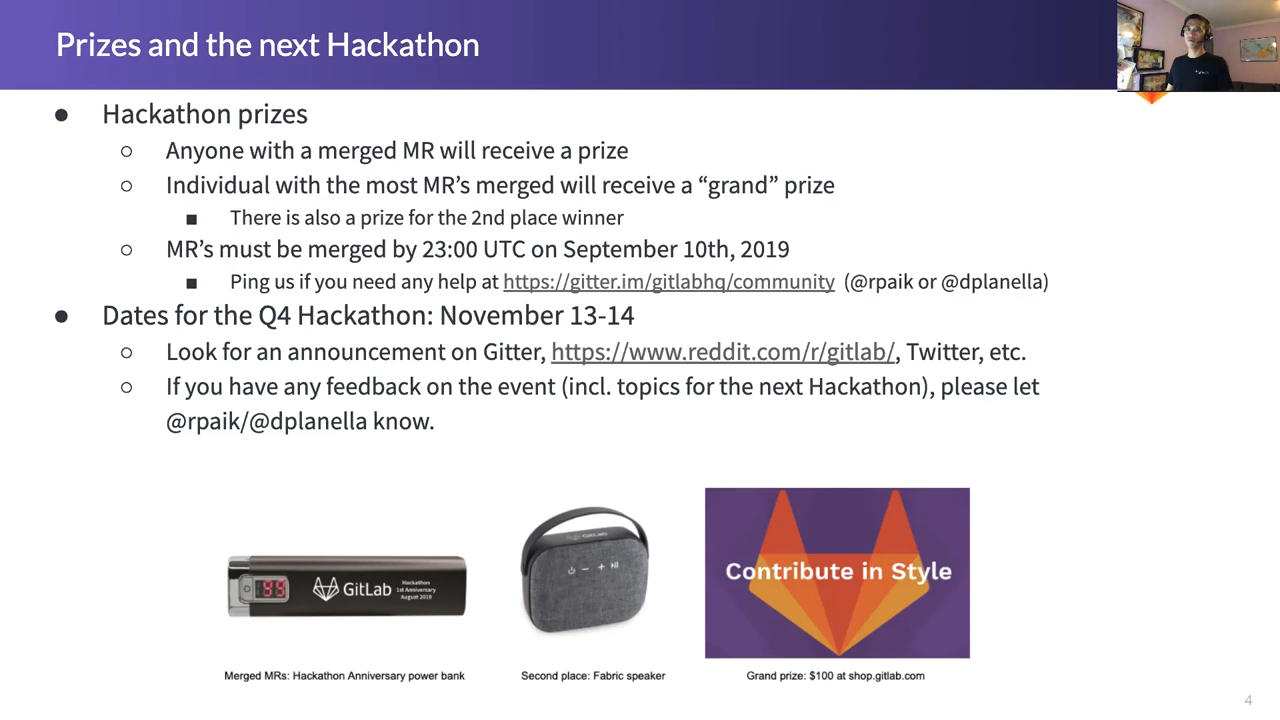 Prizes and the next Hackathon
● Hackathon prizes
○ Anyone with a merged MR will receive a prize
○ Individual with the most MR’s merged will receive a “grand” prize
■ There is also a prize for the 2nd place winner
○ MR’s must be merged by 23:00 UTC on September 10th, 2019
■ Ping us if you need any help at https://gitter.im/gitlabhq/community (@rpaik or @dplanella)
● Dates for the Q4 Hackathon: November 13-14
○ Look for an announcement on Gitter, https://www.reddit.com/r/gitlab/, Twitter, etc.
○ If you have any feedback on the event (incl. topics for the next Hackathon), please let
@rpaik/@dplanella know.
99
GitLab
Hackathon
1st Anniversary
August 2019
GitLab
Contribute in Style
Merged MRs: Hackathon Anniversary power bank
Second place: Fabric speaker
Grand prize: $100 at shop.gitlab.com
4